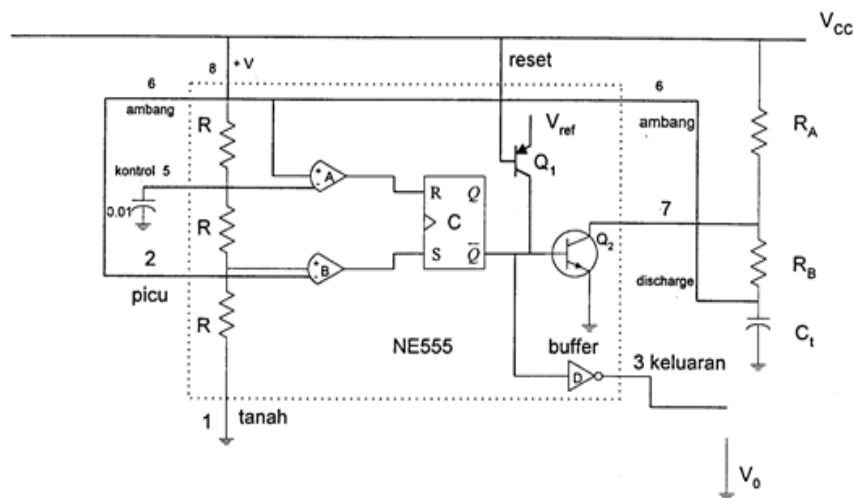 V_CC
reset
8
+ V
6
ambang
6
ambang
R
V_ref
Q_1
R_A
kontrol 5
+
-
A
0.01
R
Q
C
S
Q̅
7
Q_2
R
2
picu
+
-
B
discharge
R_B
R
NE555
buffer
D
3 keluaran
C_t
1
tanah
V_0